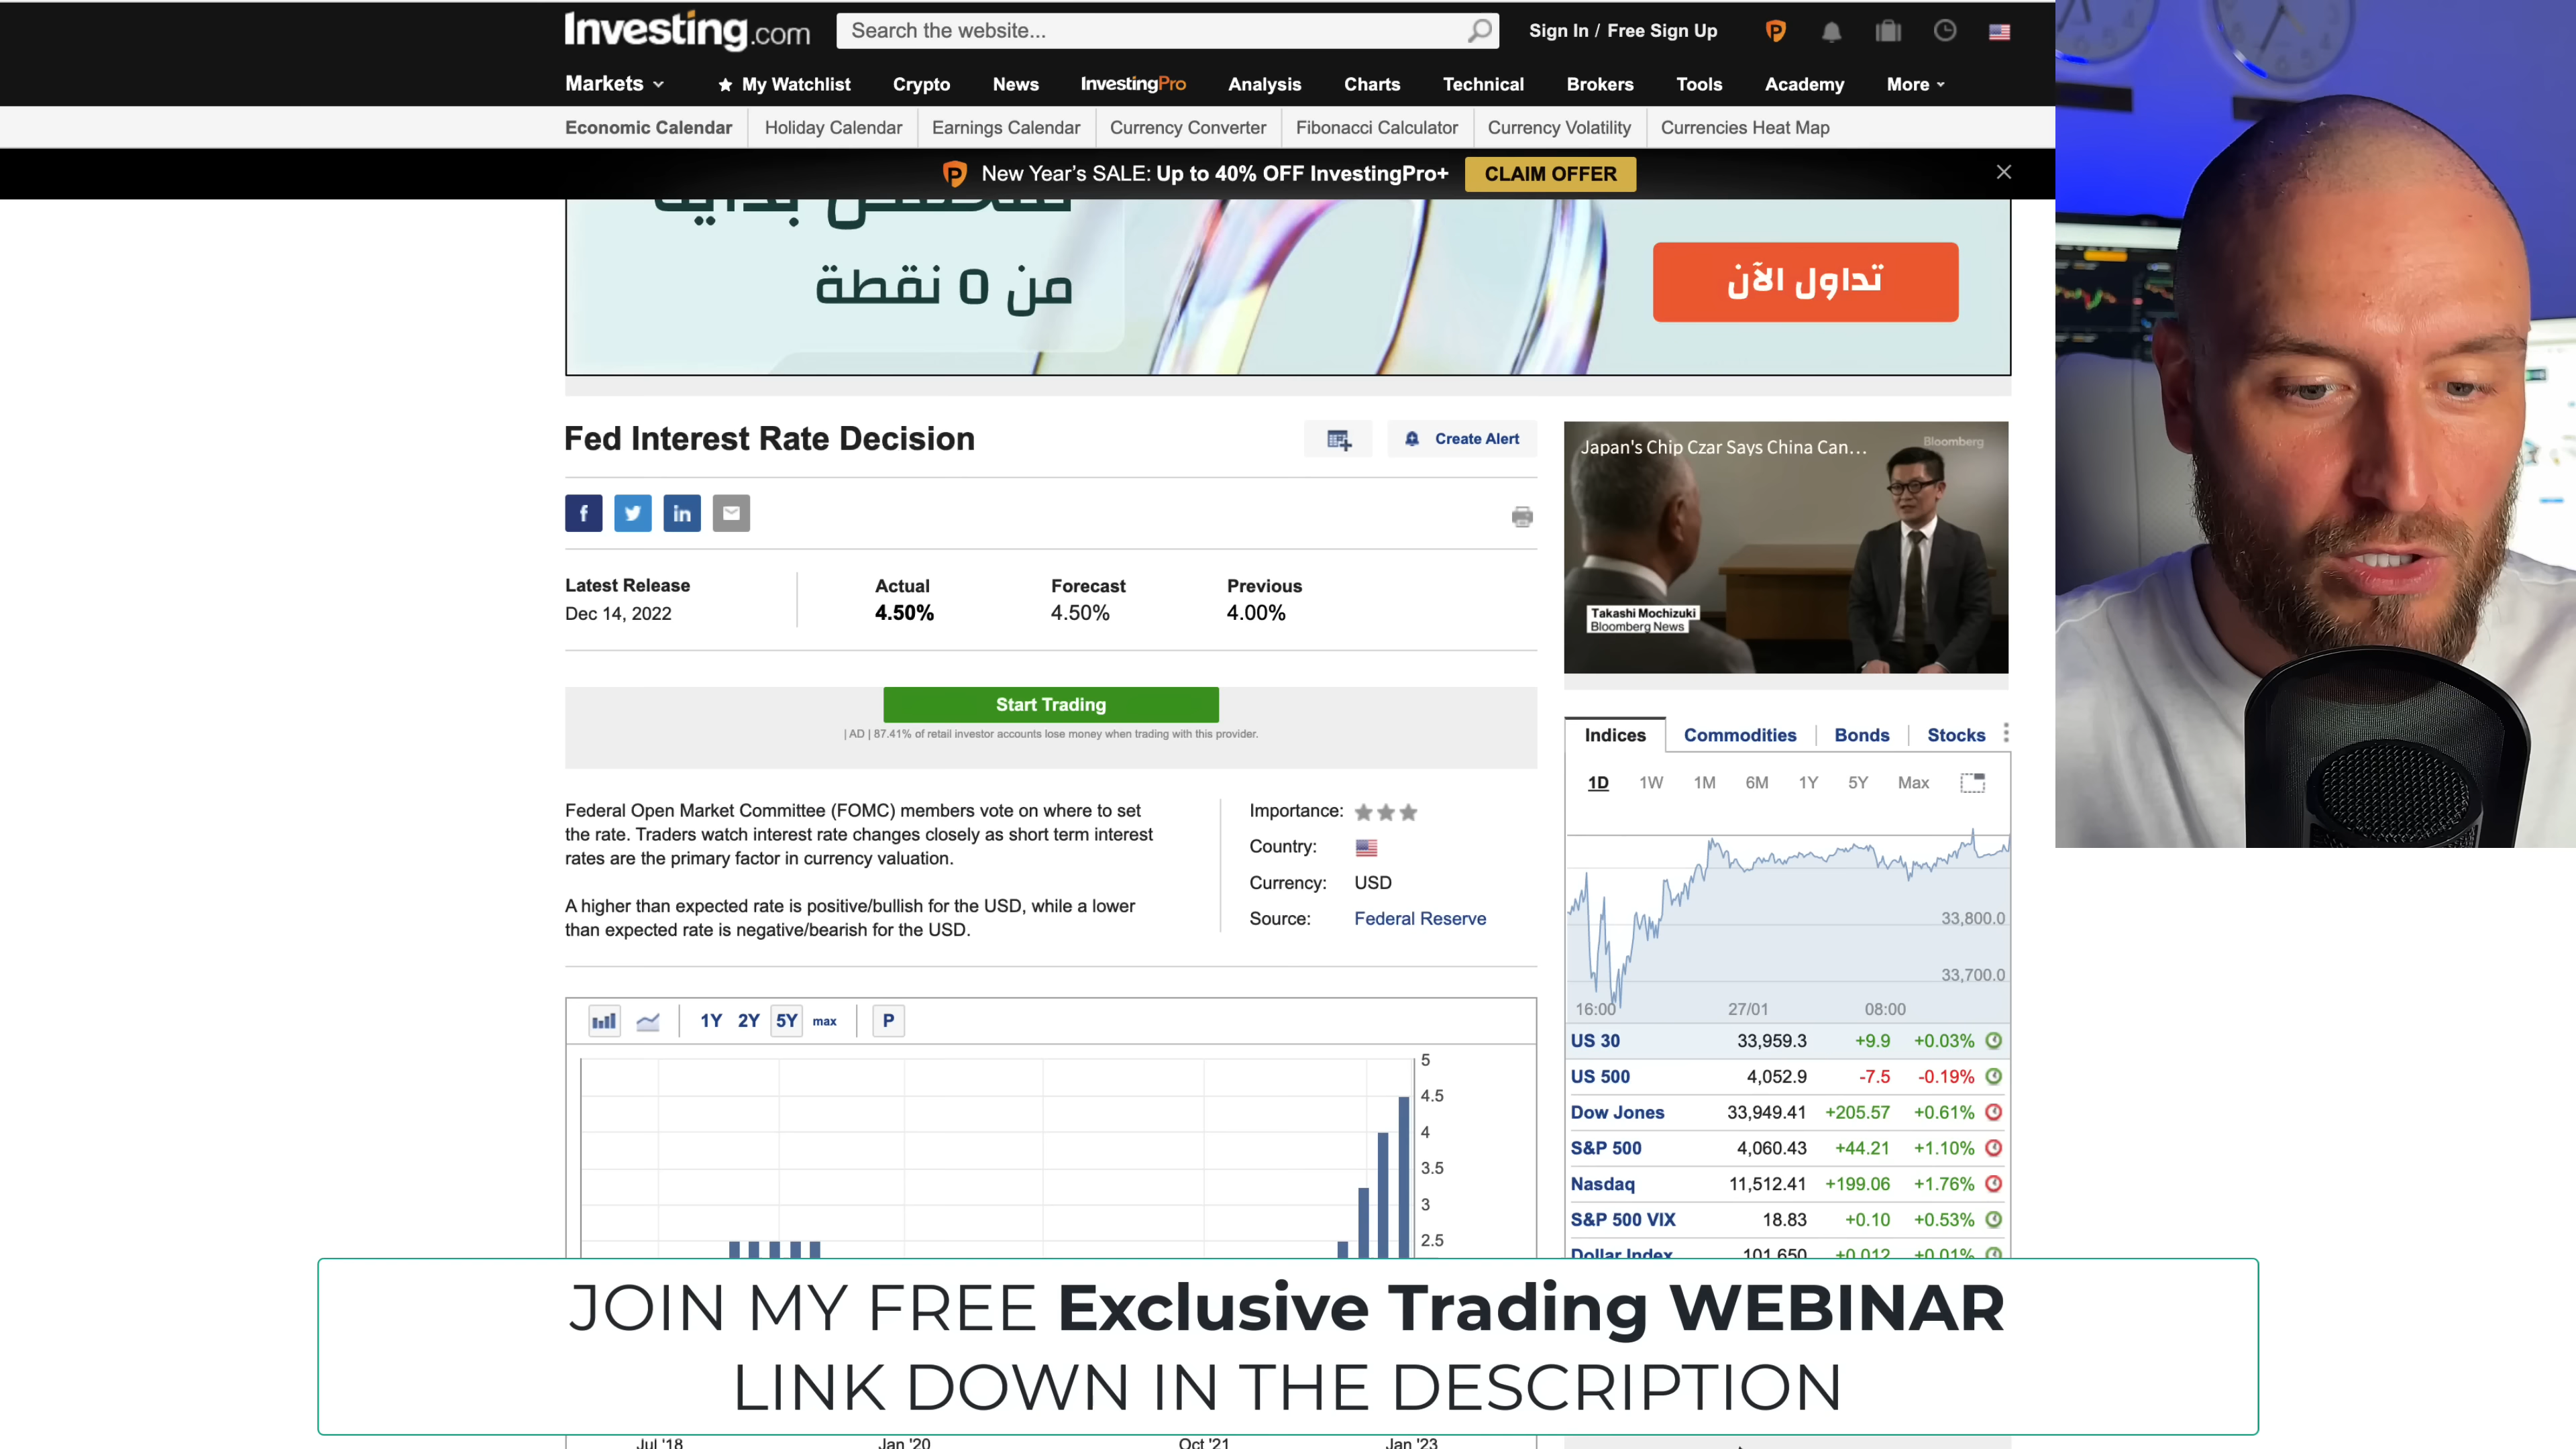 Investing.com
Search the website...
Sign In / Free Sign Up
Markets
My Watchlist
Crypto
News
InvestingPro
Analysis
Charts
Technical
Brokers
Tools
Academy
More
Economic Calendar
Holiday Calendar
Earnings Calendar
Currency Converter
Fibonacci Calculator
Currency Volatility
Currencies Heat Map
New Year's SALE: Up to 40% OFF InvestingPro+
CLAIM OFFER
من 0 نقطة
تداول الآن
Fed Interest Rate Decision
Create Alert
Latest Release
Dec 14, 2022
Actual
4.50%
Forecast
4.50%
Previous
4.00%
Start Trading
| AD | 87.41% of retail investor accounts lose money when trading with this provider.
Federal Open Market Committee (FOMC) members vote on where to set
the rate. Traders watch interest rate changes closely as short term interest
rates are the primary factor in currency valuation.
A higher than expected rate is positive/bullish for the USD, while a lower
than expected rate is negative/bearish for the USD.
Importance:
Country:
Currency: USD
Source: Federal Reserve
1Y 2Y 5Y max P
5
4.5
4
3.5
3
2.5
Jul '18
Jan '20
Oct '21
Jan '23
Japan's Chip Czar Says China Can...
Bloomberg
Takashi Mochizuki
Bloomberg News
Indices
Commodities
Bonds
Stocks
1D 1W 1M 6M 1Y 5Y Max
33,800.0
33,700.0
16:00 27/01 08:00
US 30 33,959.3 +9.9 +0.03%
US 500 4,052.9 -7.5 -0.19%
Dow Jones 33,949.41 +205.57 +0.61%
S&P 500 4,060.43 +44.21 +1.10%
Nasdaq 11,512.41 +199.06 +1.76%
S&P 500 VIX 18.83 +0.10 +0.53%
Dollar Index 101.650 +0.012 +0.01%
JOIN MY FREE Exclusive Trading WEBINAR
LINK DOWN IN THE DESCRIPTION